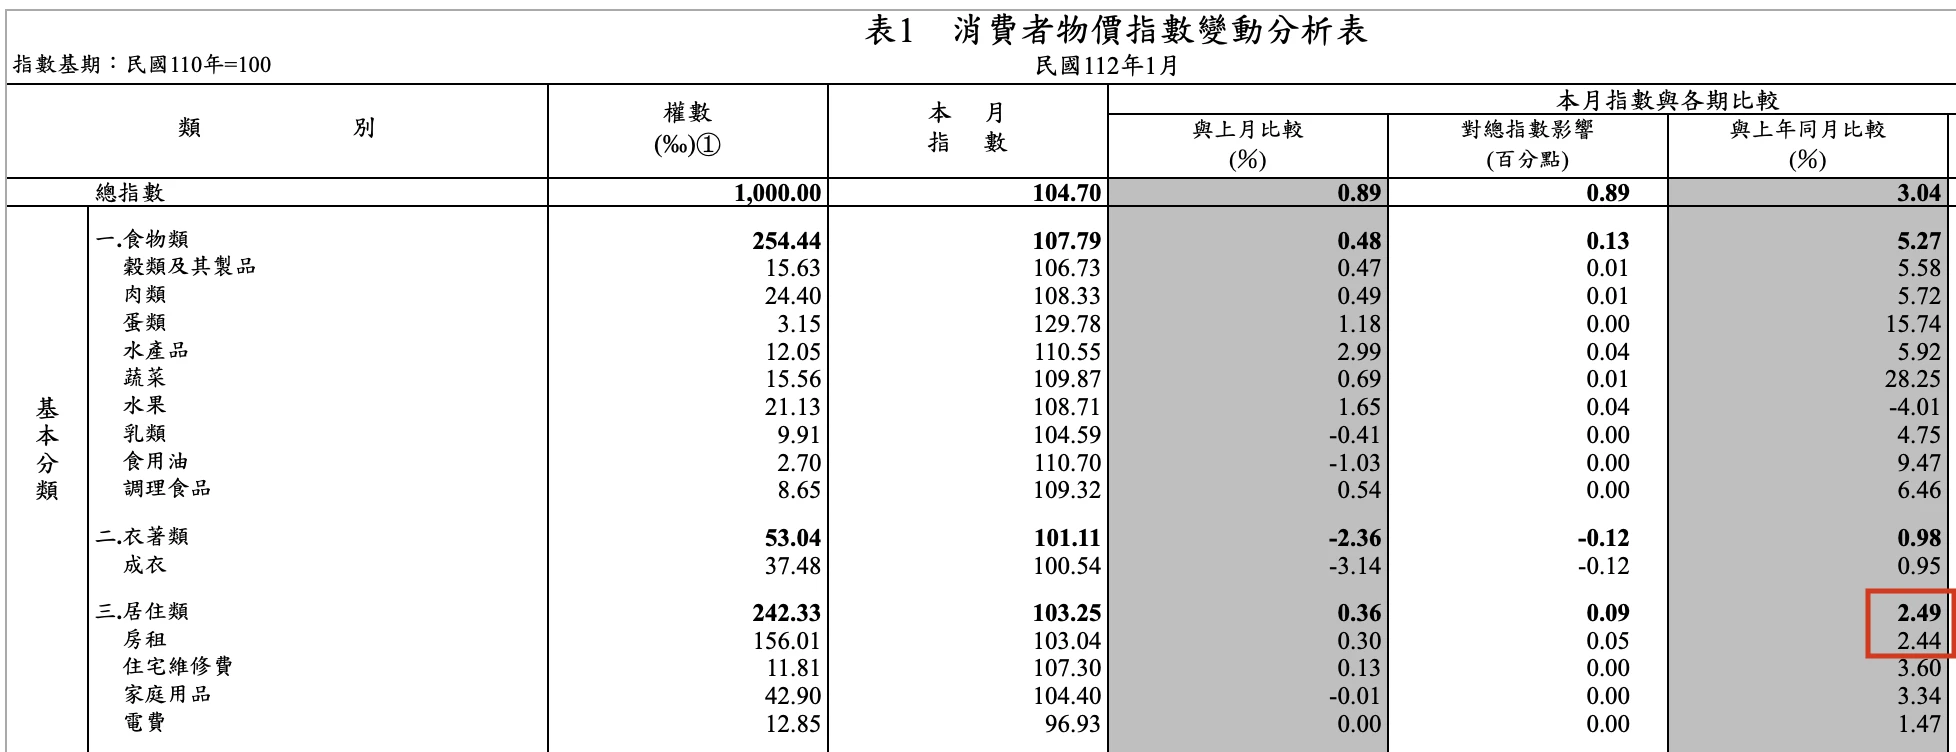 表1 消費者物價指數變動分析表
指數基期：民國110年=100 民國112年1月
類 別 權數 (‰)① 本 月 指 數 本月指數與各期比較
與上月比較 (%) 對總指數影響 (百分點) 與上年同月比較 (%)
總指數 1,000.00 104.70 0.89 0.89 3.04
基本分類
一.食物類 254.44 107.79 0.48 0.13 5.27
穀類及其製品 15.63 106.73 0.47 0.01 5.58
肉類 24.40 108.33 0.49 0.01 5.72
蛋類 3.15 129.78 1.18 0.00 15.74
水產品 12.05 110.55 2.99 0.04 5.92
蔬菜 15.56 109.87 0.69 0.01 28.25
水果 21.13 108.71 1.65 0.04 -4.01
乳類 9.91 104.59 -0.41 0.00 4.75
食用油 2.70 110.70 -1.03 0.00 9.47
調理食品 8.65 109.32 0.54 0.00 6.46
二.衣著類 53.04 101.11 -2.36 -0.12 0.98
成衣 37.48 100.54 -3.14 -0.12 0.95
三.居住類 242.33 103.25 0.36 0.09 2.49
房租 156.01 103.04 0.30 0.05 2.44
住宅維修費 11.81 107.30 0.13 0.00 3.60
家庭用品 42.90 104.40 -0.01 0.00 3.34
電費 12.85 96.93 0.00 0.00 1.47